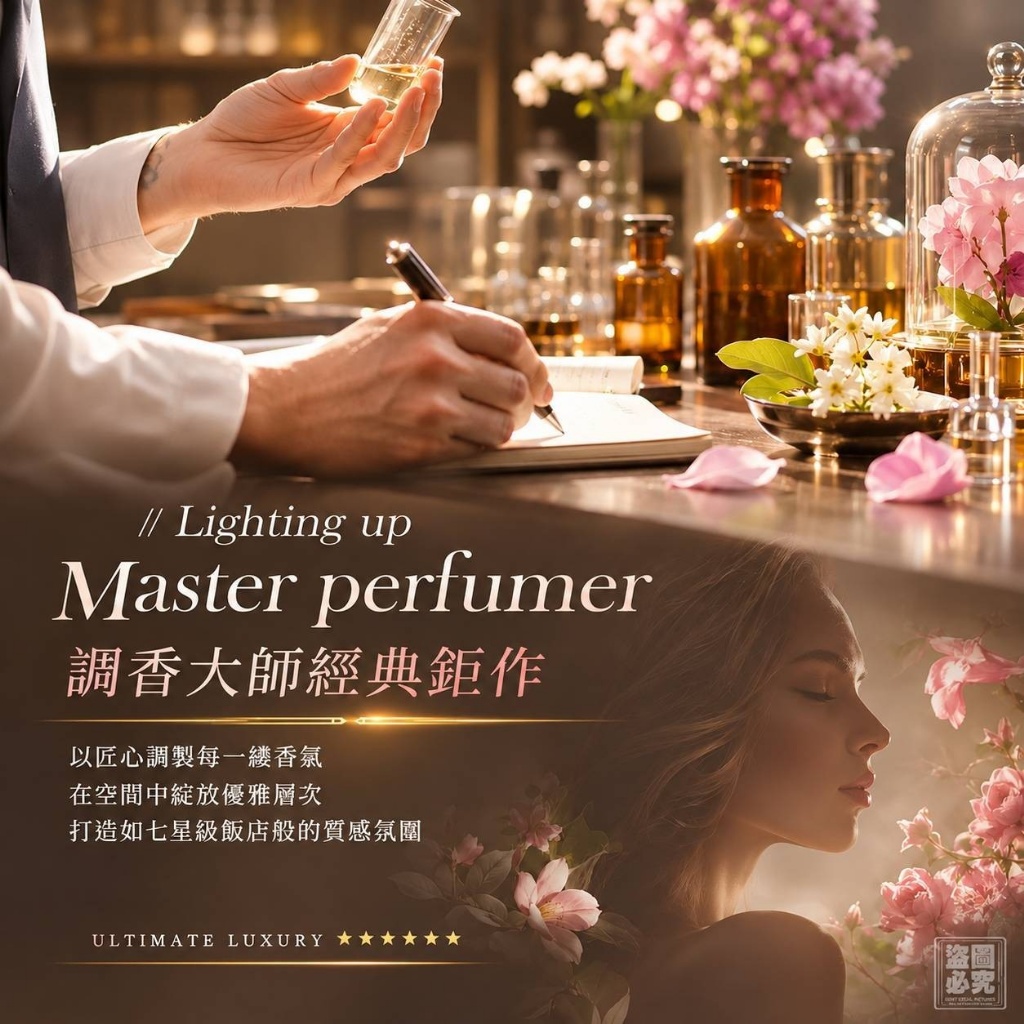 // Lighting up
Master perfumer
調香大師經典鉅作
以匠心調製每一縷香氛
在空間中綻放優雅層次
打造如七星級飯店般的質感氛圍
ULTIMATE LUXURY ★★★★★★
盜圖
必究